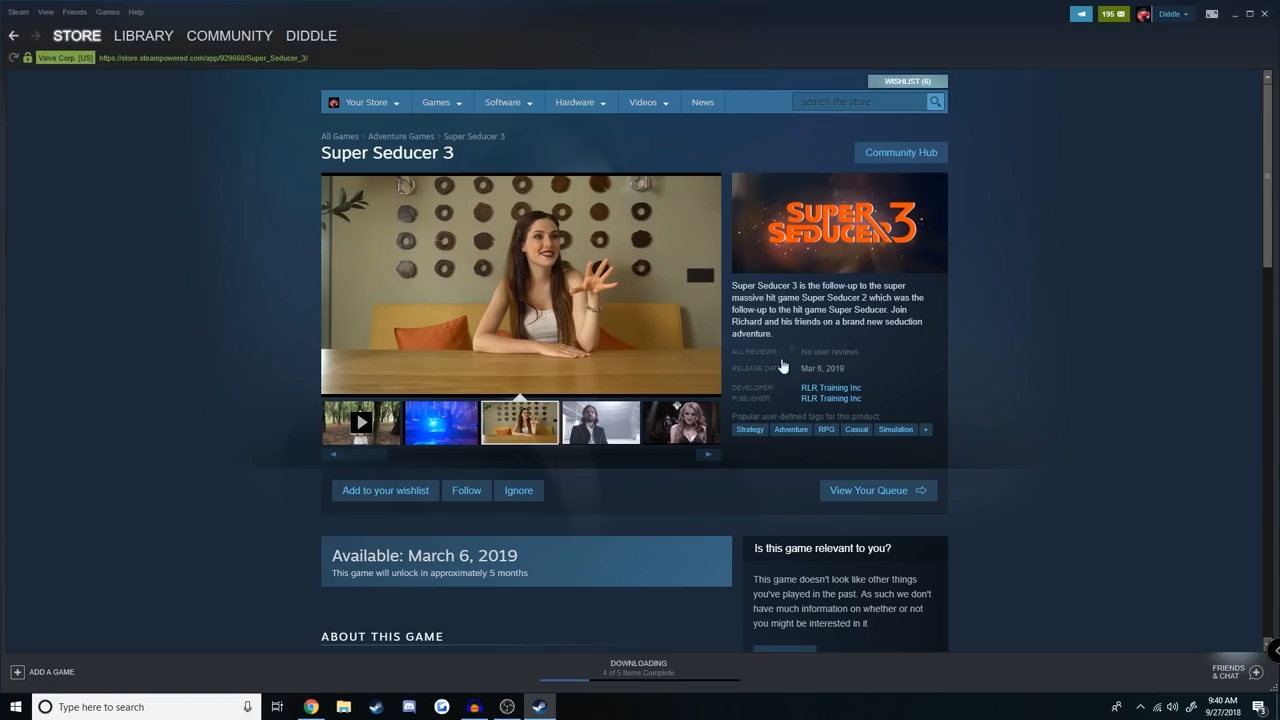 Steam View Friends Games Help
195 Diddle
STORE LIBRARY COMMUNITY DIDDLE
Valve Corp. [US] https://store.steampowered.com/app/929660/Super_Seducer_3/
WISHLIST (6)
Your Store Games Software Hardware Videos News search the store
All Games > Adventure Games > Super Seducer 3
Super Seducer 3
Community Hub
SUPER SEDUCER 3
Super Seducer 3 is the follow-up to the super
massive hit game Super Seducer 2 which was the
follow-up to the hit game Super Seducer. Join
Richard and his friends on a brand new seduction
adventure.
ALL REVIEWS: No user reviews
RELEASE Mar 6, 2019
DEVELOPER: RLR Training Inc
PUBLISHER: RLR Training Inc
Popular user-defined tags for this product:
Strategy Adventure RPG Casual Simulation +
Add to your wishlist Follow Ignore View Your Queue
Available: March 6, 2019
This game will unlock in approximately 5 months
Is this game relevant to you?
This game doesn't look like other things
you've played in the past. As such we don't
have much information on whether or not
you might be interested in it
ABOUT THIS GAME
ADD A GAME
DOWNLOADING
4 of 5 Items Complete
FRIENDS
& CHAT
Type here to search
9:40 AM
9/27/2018